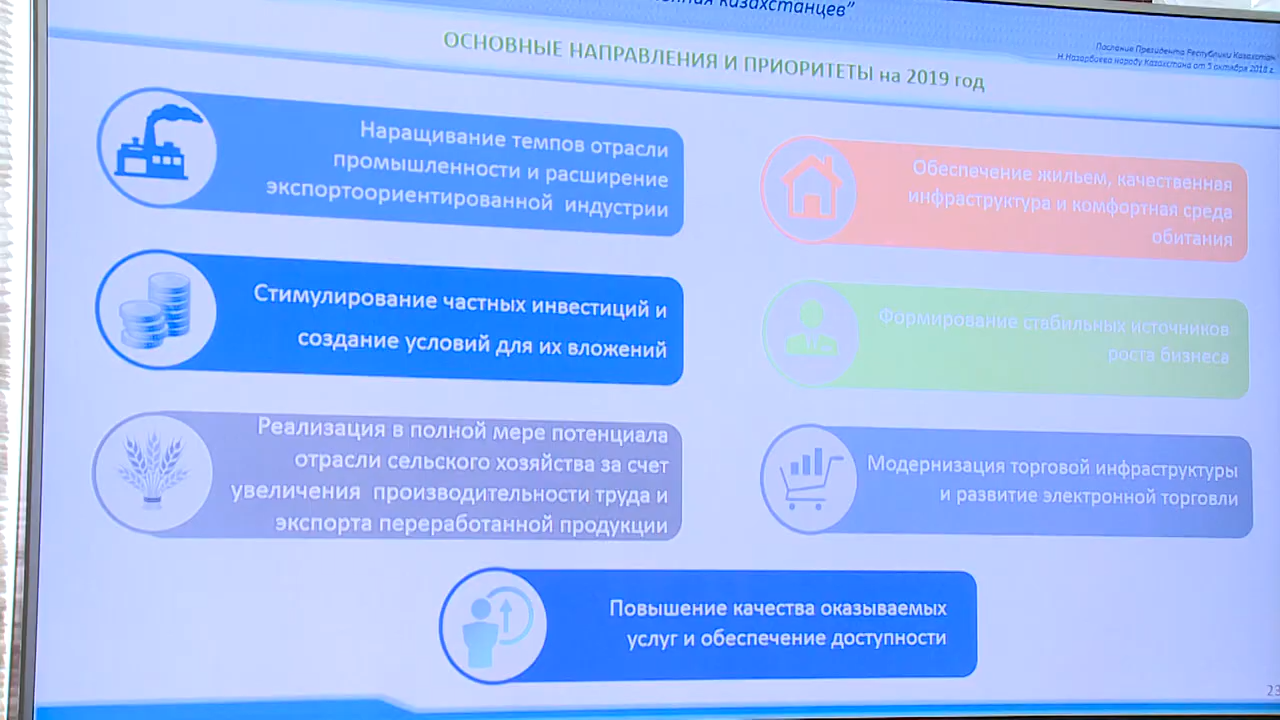 казахстанцев”
ОСНОВНЫЕ НАПРАВЛЕНИЯ И ПРИОРИТЕТЫ на 2019 год
Послание Президента Республики Казахстан
Н.Назарбаева народу Казахстана от 5 октября 2018 г.
Наращивание темпов отрасли
промышленности и расширение
экспортоориентированной индустрии
Стимулирование частных инвестиций и
создание условий для их вложений
Реализация в полной мере потенциала
отрасли сельского хозяйства за счет
увеличения производительности труда и
экспорта переработанной продукции
Обеспечение жильем, качественная
инфраструктура и комфортная среда
обитания
Формирование стабильных источников
роста бизнеса
Модернизация торговой инфраструктуры
и развитие электронной торговли
Повышение качества оказываемых
услуг и обеспечение доступности
23